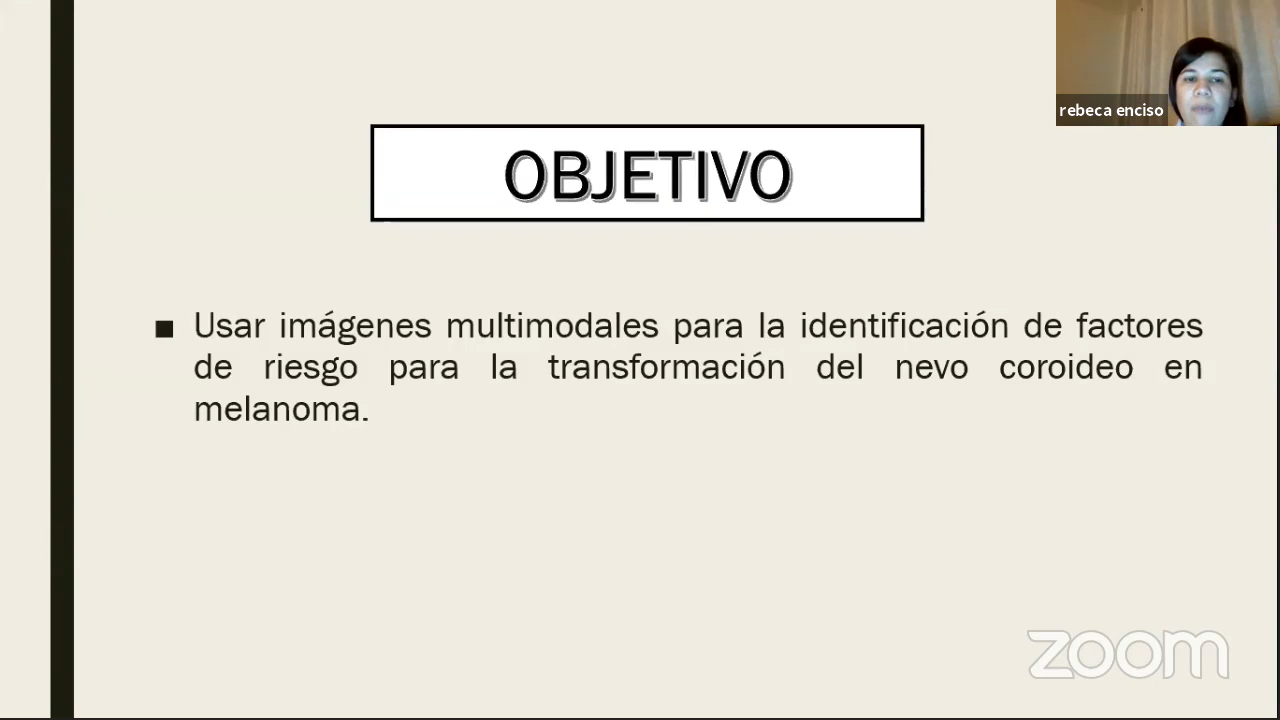 rebeca enciso
OBJETIVO
■ Usar imágenes multimodales para la identificación de factores
de riesgo para la transformación del nevo coroideo en
melanoma.
zoom